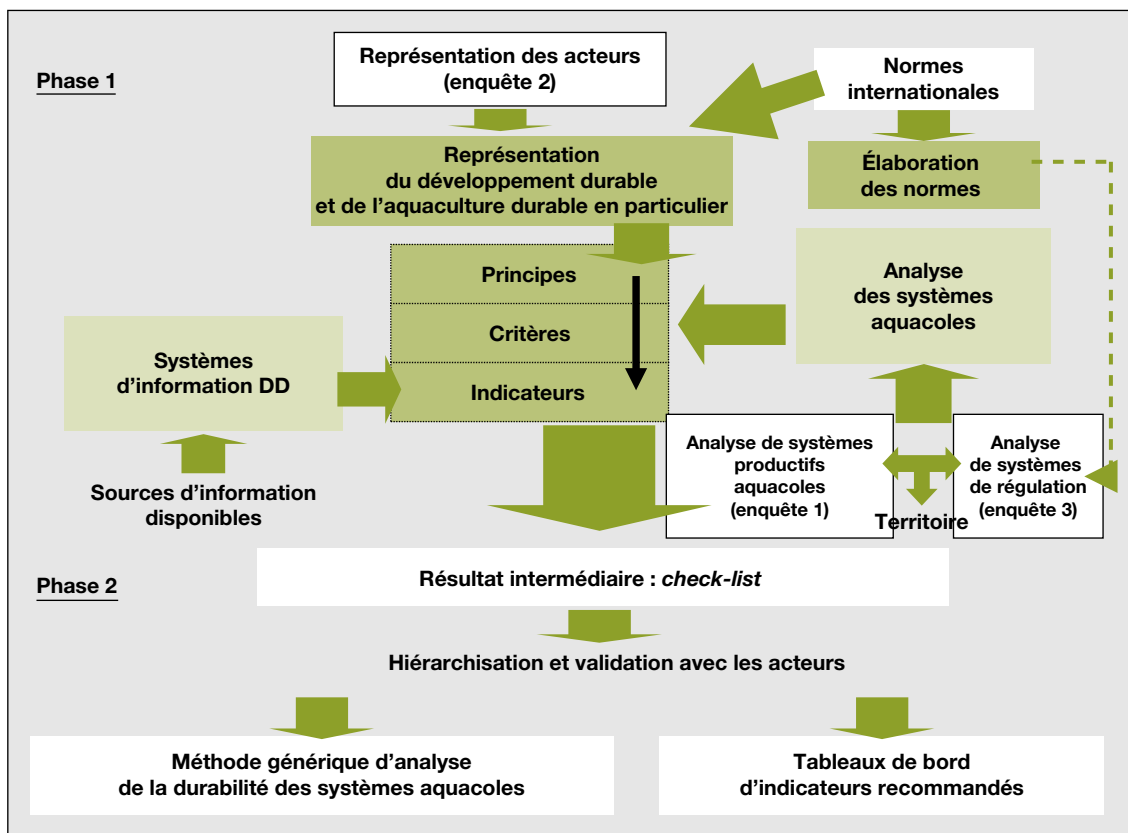 Phase 1
Représentation des acteurs
(enquête 2)
Normes
internationales
Représentation
du développement durable
et de l'aquaculture durable en particulier
Élaboration
des normes
Principes
Critères
Indicateurs
Analyse
des systèmes
aquacoles
Systèmes
d'information DD
Sources d'information
disponibles
Analyse de systèmes
productifs
aquacoles
(enquête 1)
Territoire
Analyse
de systèmes
de régulation
(enquête 3)
Phase 2
Résultat intermédiaire : check-list
Hiérarchisation et validation avec les acteurs
Méthode générique d'analyse
de la durabilité des systèmes aquacoles
Tableaux de bord
d'indicateurs recommandés